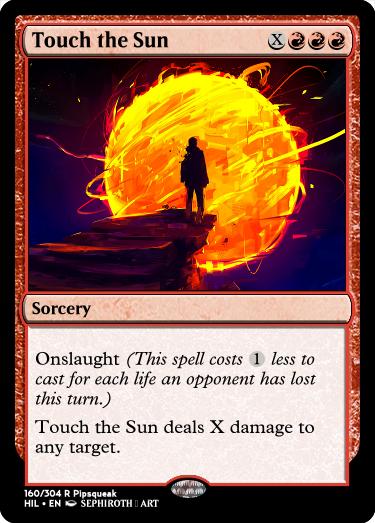 Touch the Sun
X
Sorcery
Onslaught (This spell costs 1 less to
cast for each life an opponent has lost
this turn.)
Touch the Sun deals X damage to
any target.
160/304 R Pipsqueak
HIL • EN SEPHIROTH ART